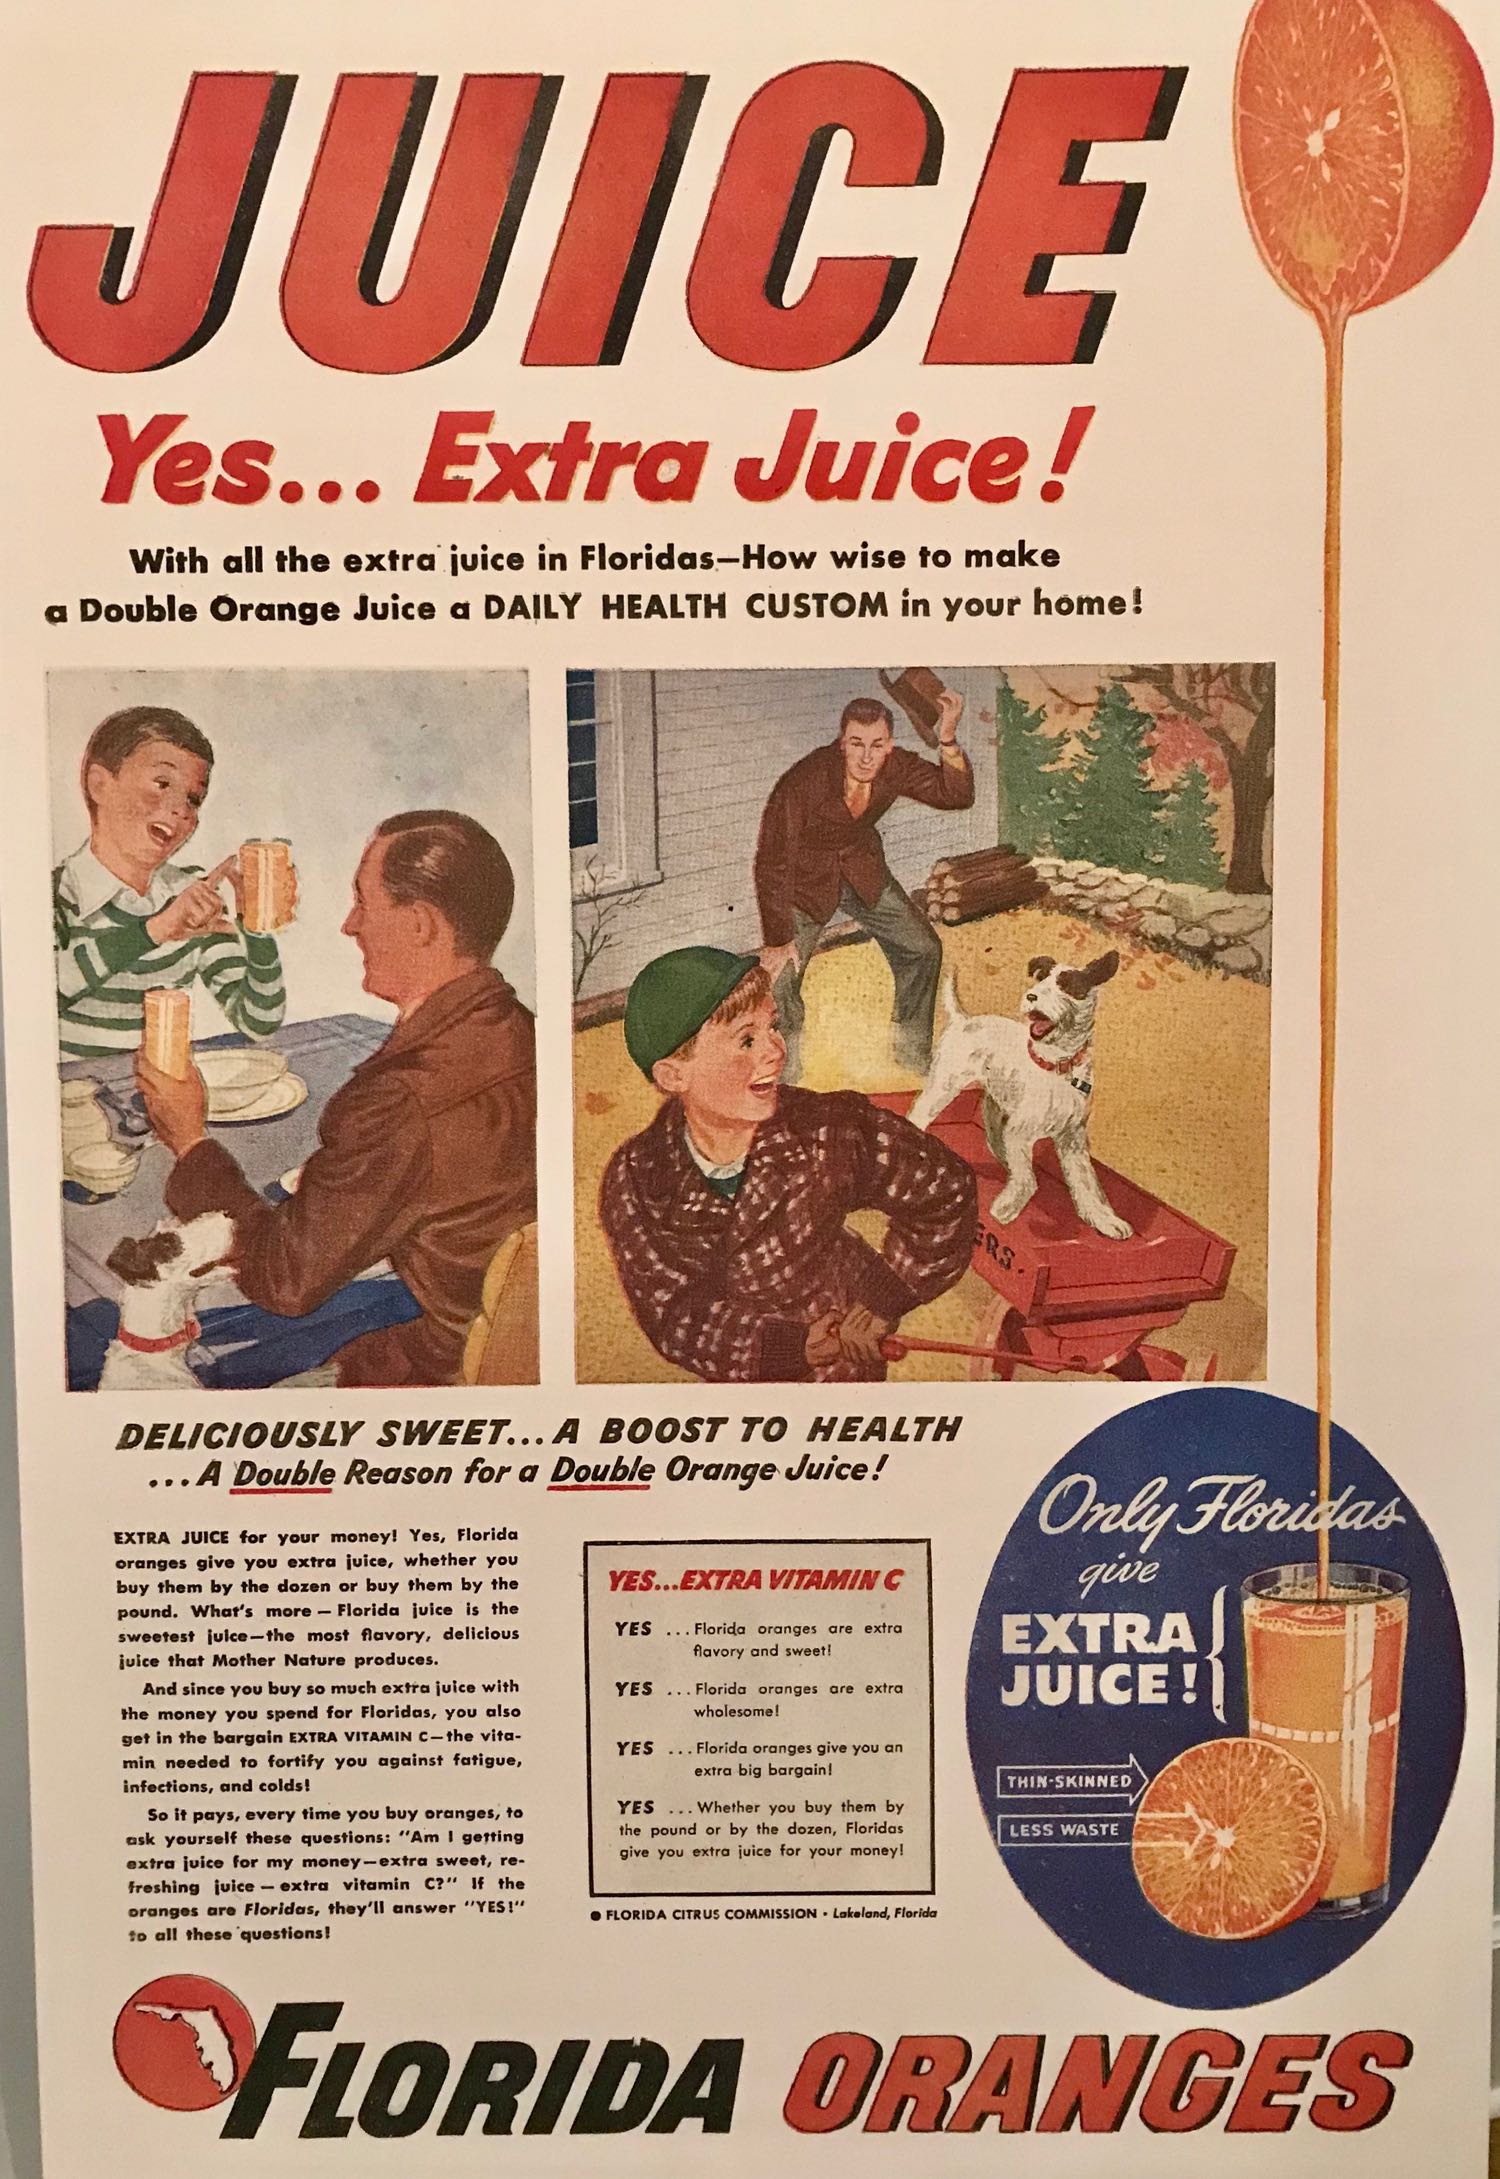 JUICE
Yes... Extra Juice!
With all the extra juice in Floridas—How wise to make
a Double Orange Juice a DAILY HEALTH CUSTOM in your home!
ERS.
DELICIOUSLY SWEET...A BOOST TO HEALTH
...A Double Reason for a Double Orange Juice!
EXTRA JUICE for your money! Yes, Florida
oranges give you extra juice, whether you
buy them by the dozen or buy them by the
pound. What's more — Florida juice is the
sweetest juice—the most flavory, delicious
juice that Mother Nature produces.
And since you buy so much extra juice with
the money you spend for Floridas, you also
get in the bargain EXTRA VITAMIN C—the vita-
min needed to fortify you against fatigue,
infections, and colds!
So it pays, every time you buy oranges, to
ask yourself these questions: "Am I getting
extra juice for my money—extra sweet, re-
freshing juice — extra vitamin C?" If the
oranges are Floridas, they'll answer "YES!"
to all these questions!
YES...EXTRA VITAMIN C
YES ...Florida oranges are extra
flavory and sweet!
YES ...Florida oranges are extra
wholesome!
YES ...Florida oranges give you an
extra big bargain!
YES ...Whether you buy them by
the pound or by the dozen, Floridas
give you extra juice for your money!
● FLORIDA CITRUS COMMISSION • Lakeland, Florida
Only Floridas
give
EXTRA
JUICE!
THIN-SKINNED
LESS WASTE
FLORIDA ORANGES